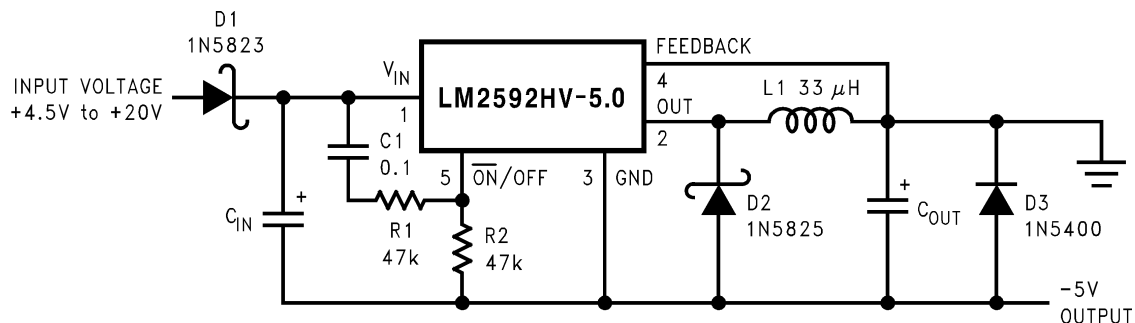 D1
1N5823
INPUT VOLTAGE
+4.5V to +20V
V_IN
1
LM2592HV-5.0
FEEDBACK
4
OUT
2
L1 33 μH
C1
0.1
5
ON/OFF
3 GND
+
C_IN
R1
47k
R2
47k
D2
1N5825
+
C_OUT
D3
1N5400
-5V
OUTPUT